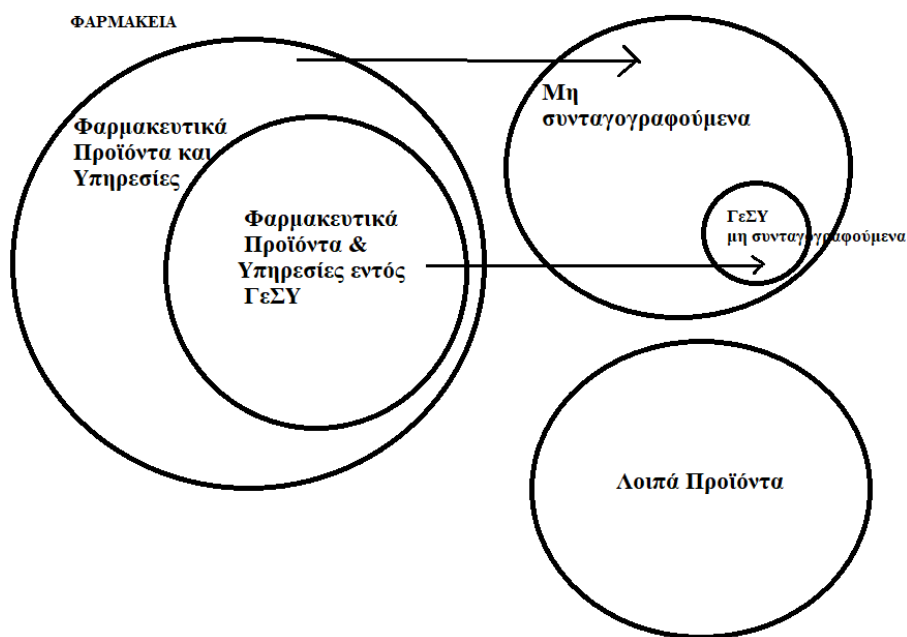 ΦΑΡΜΑΚΕΙΑ
Φαρμακευτικά
Προϊόντα και
Υπηρεσίες
Φαρμακευτικά
Προϊόντα &
Υπηρεσίες εντός
ΓεΣΥ
Μη
συνταγογραφούμενα
ΓεΣΥ
μη συνταγογραφούμενα
Λοιπά Προϊόντα